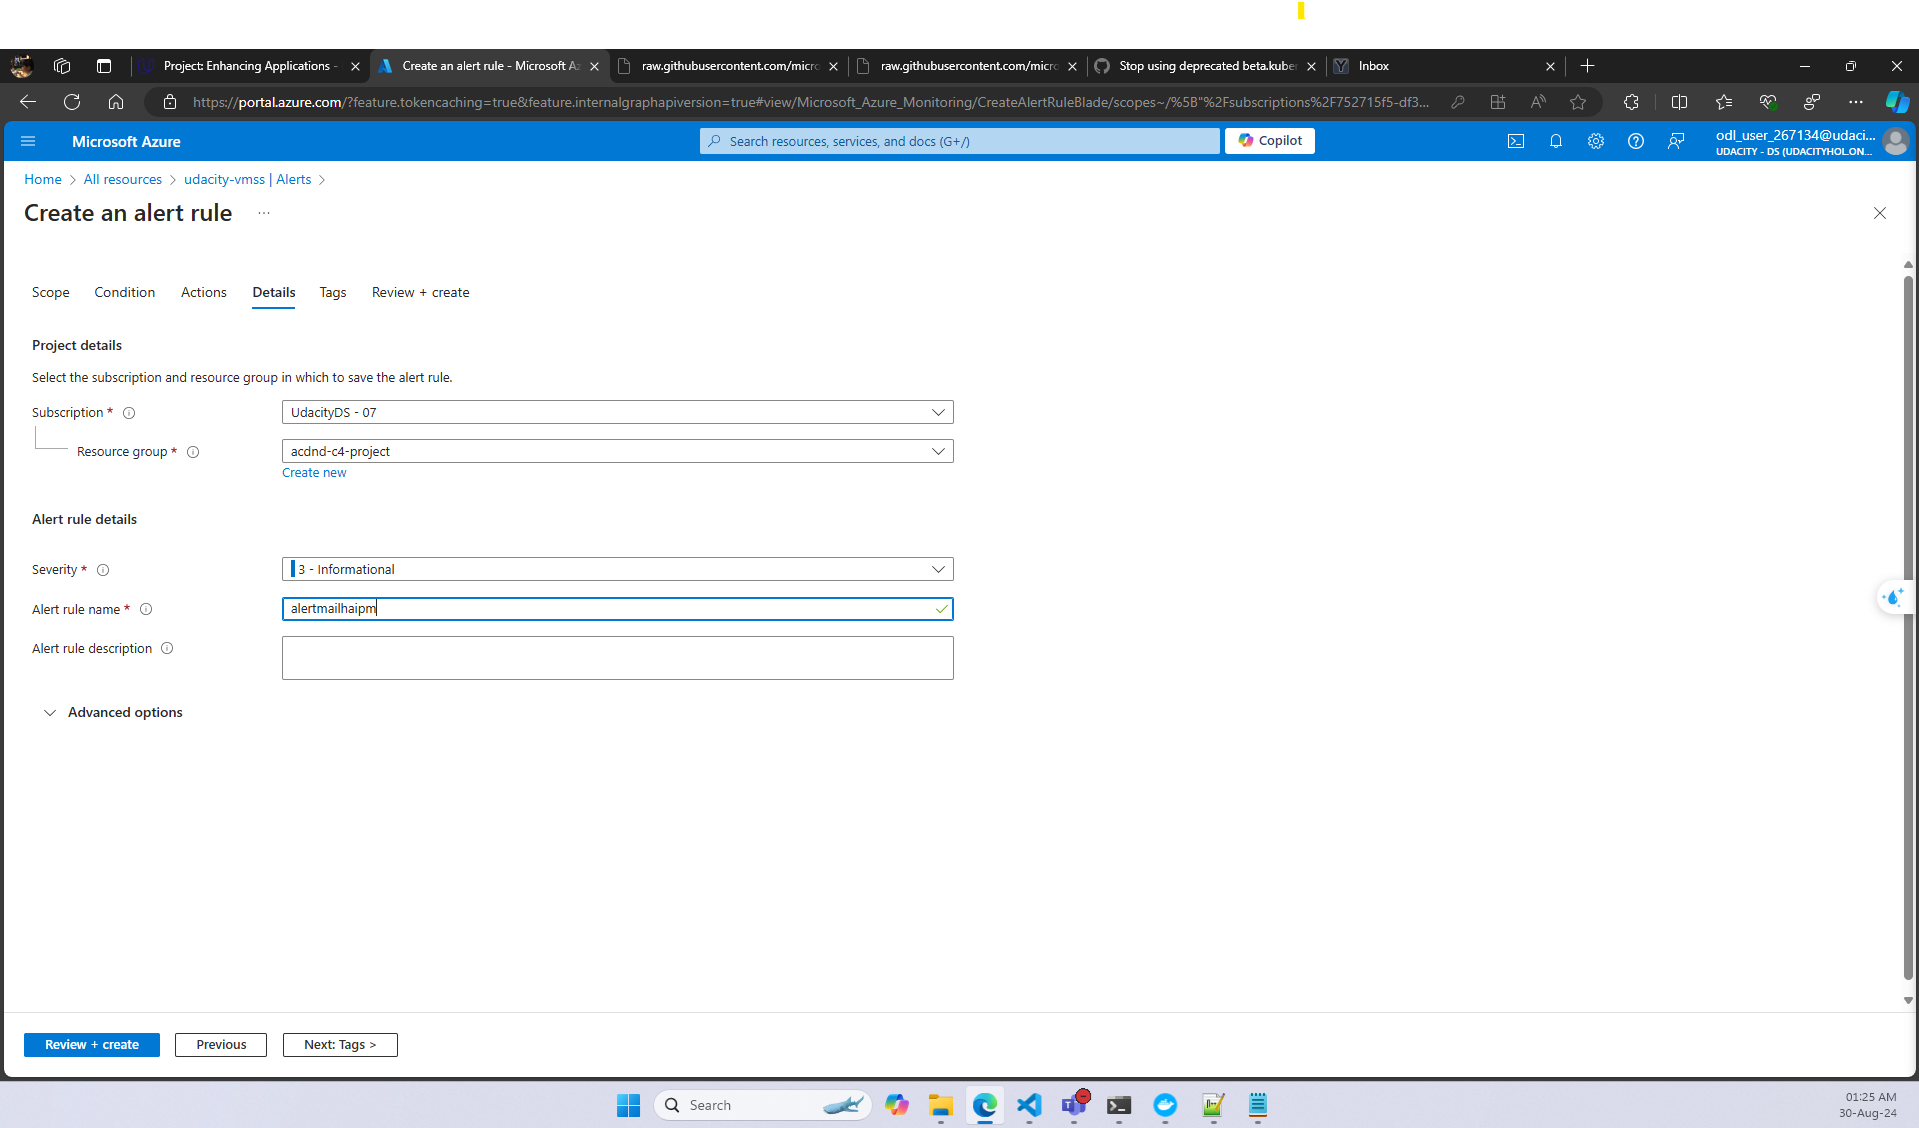 Project: Enhancing Applications -
Create an alert rule - Microsoft Az
raw.githubusercontent.com/micro
raw.githubusercontent.com/micro
Stop using deprecated beta.kuber
Inbox
https://portal.azure.com/?feature.tokencaching=true&feature.internalgraphapiversion=true#view/Microsoft_Azure_Monitoring/CreateAlertRuleBlade/scopes~/%5B"%2Fsubscriptions%2F752715f5-df3...
Microsoft Azure
Search resources, services, and docs (G+/)
Copilot
odl_user_267134@udaci...
UDACITY - DS (UDACITYHOL.ON...
Home > All resources > udacity-vmss | Alerts >
Create an alert rule ...
Scope Condition Actions Details Tags Review + create
Project details
Select the subscription and resource group in which to save the alert rule.
Subscription *
UdacityDS - 07
Resource group *
acdnd-c4-project
Create new
Alert rule details
Severity *
3 - Informational
Alert rule name *
alertmailhaipm
Alert rule description
Advanced options
Review + create
Previous
Next: Tags >
Search
01:25 AM
30-Aug-24